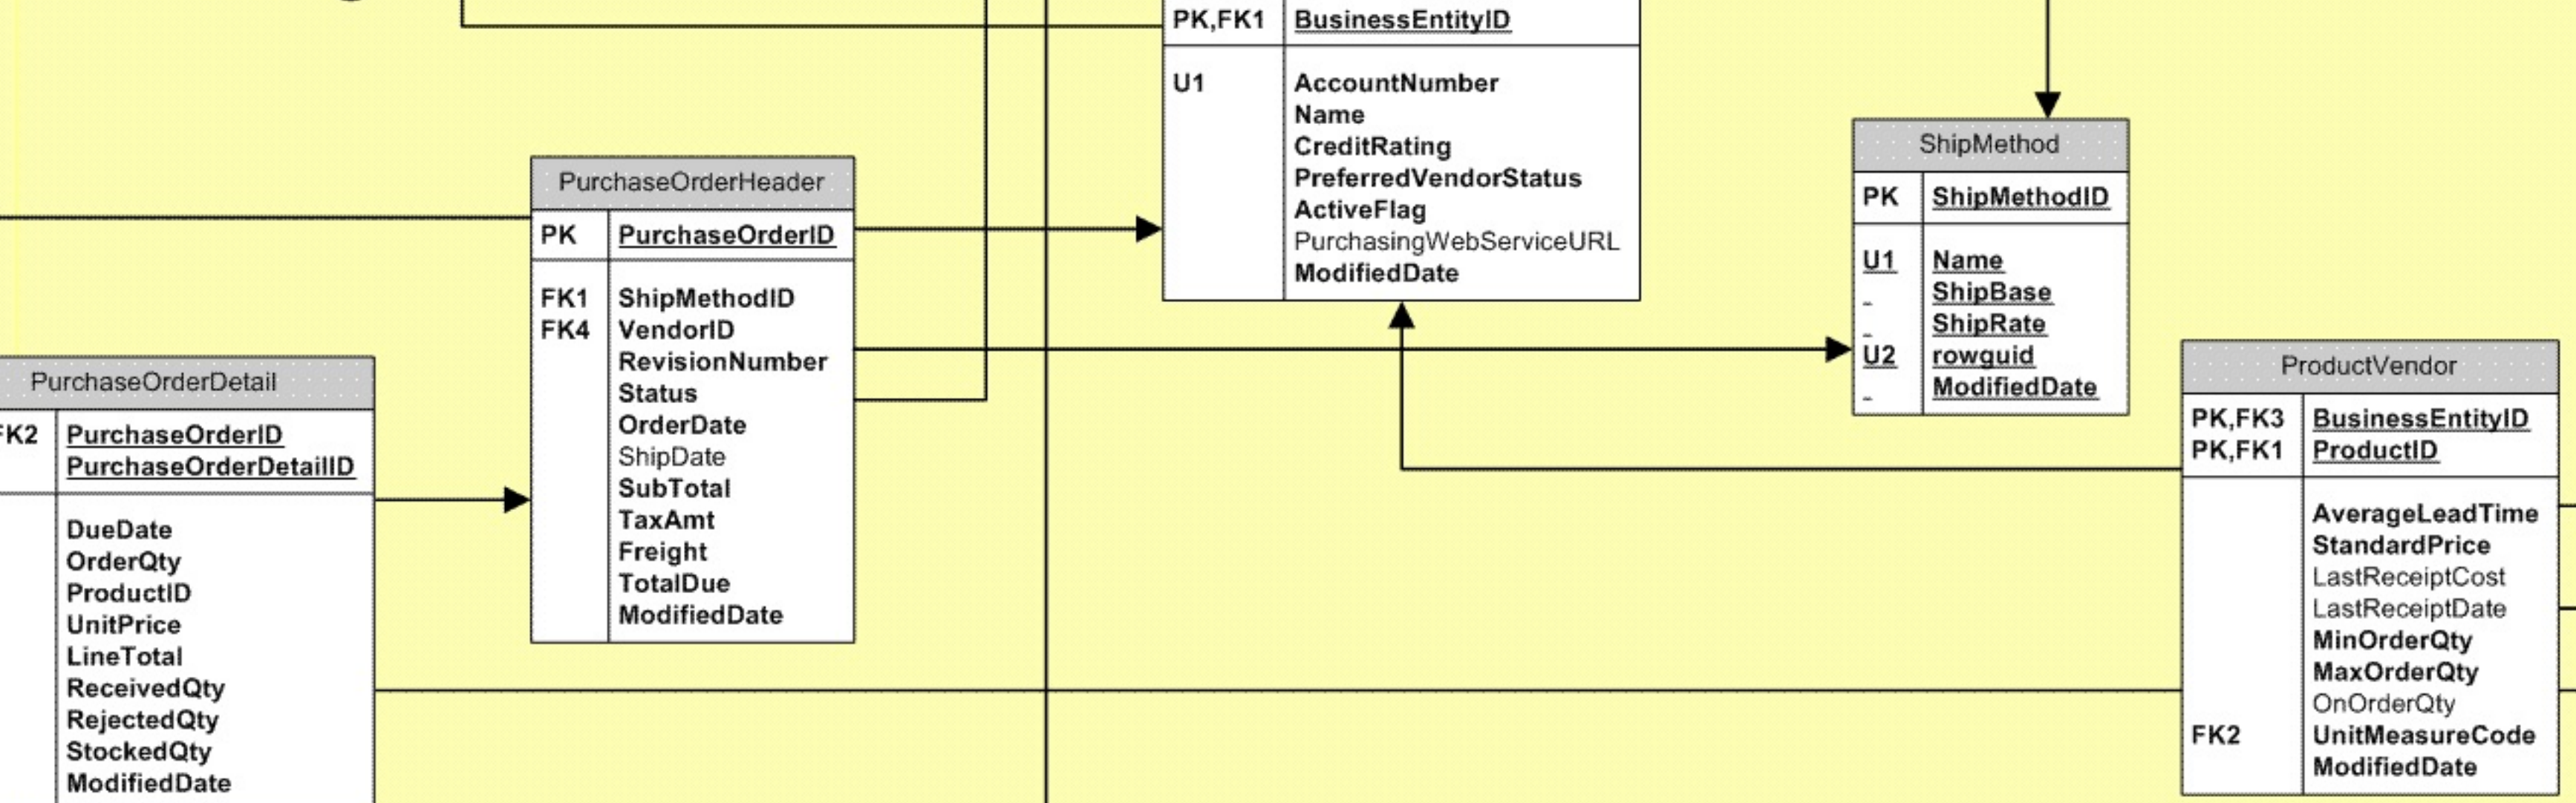 PK,FK1 BusinessEntityID
U1 AccountNumber
Name
CreditRating
PreferredVendorStatus
ActiveFlag
PurchasingWebServiceURL
ModifiedDate
ShipMethod
PK ShipMethodID
U1 Name
ShipBase
ShipRate
U2 rowguid
ModifiedDate
PurchaseOrderHeader
PK PurchaseOrderID
FK1 ShipMethodID
FK4 VendorID
RevisionNumber
Status
OrderDate
ShipDate
SubTotal
TaxAmt
Freight
TotalDue
ModifiedDate
PurchaseOrderDetail
FK2 PurchaseOrderID
PurchaseOrderDetailID
DueDate
OrderQty
ProductID
UnitPrice
LineTotal
ReceivedQty
RejectedQty
StockedQty
ModifiedDate
ProductVendor
PK,FK3 BusinessEntityID
PK,FK1 ProductID
AverageLeadTime
StandardPrice
LastReceiptCost
LastReceiptDate
MinOrderQty
MaxOrderQty
OnOrderQty
FK2 UnitMeasureCode
ModifiedDate